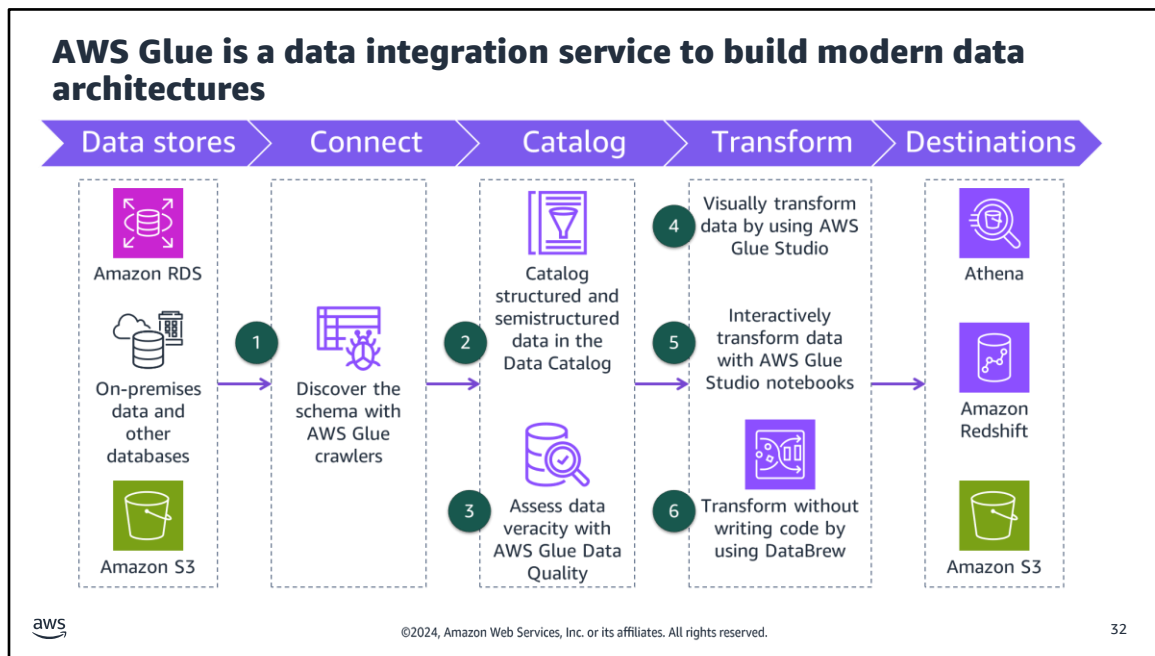 AWS Glue is a data integration service to build modern data
architectures
Data stores
Connect
Catalog
Transform
Destinations
Amazon RDS
On-premises
data and
other
databases
Amazon S3
1
Discover the
schema with
AWS Glue
crawlers
2
Catalog
structured and
semistructured
data in the
Data Catalog
3
Assess data
veracity with
AWS Glue Data
Quality
4
Visually transform
data by using AWS
Glue Studio
5
Interactively
transform data
with AWS Glue
Studio notebooks
6
Transform without
writing code by
using DataBrew
Athena
Amazon
Redshift
Amazon S3
aws
©2024, Amazon Web Services, Inc. or its affiliates. All rights reserved.
32